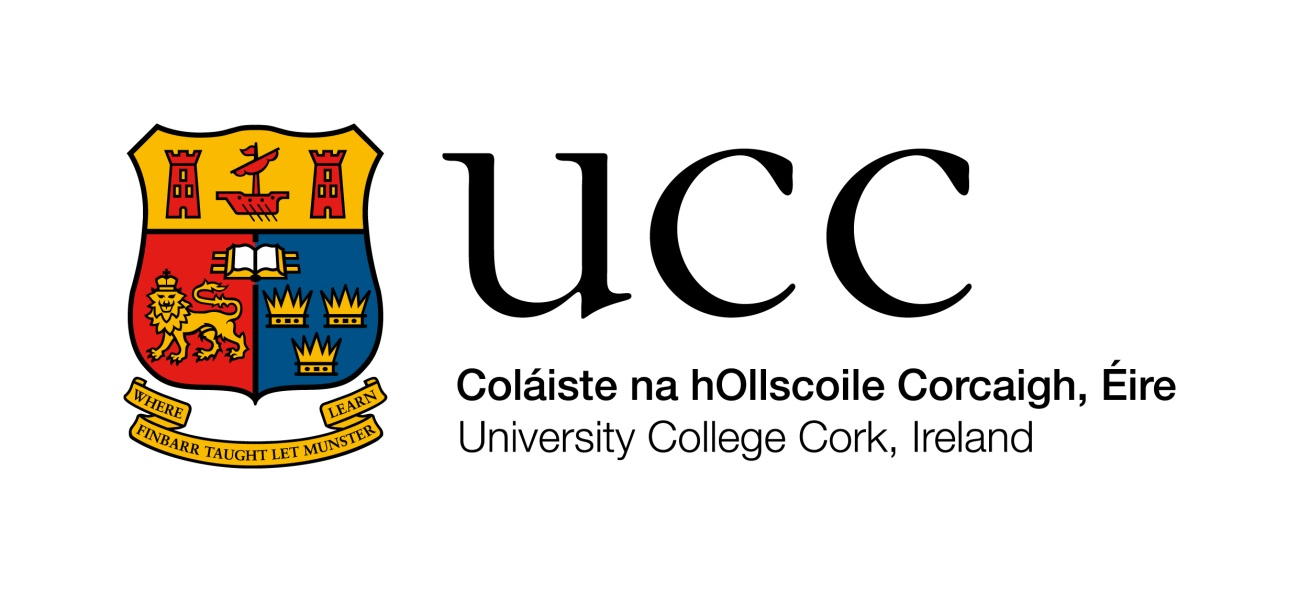 ucc
Coláiste na hOllscoile Corcaigh, Éire
University College Cork, Ireland
WHERE
FINBARR TAUGHT LET MUNSTER
LEARN